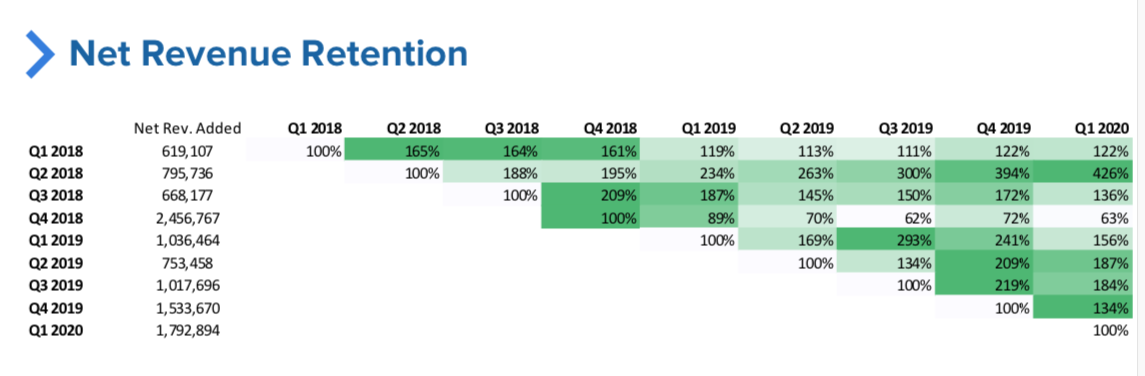 Net Revenue Retention
Net Rev. Added Q1 2018 Q2 2018 Q3 2018 Q4 2018 Q1 2019 Q2 2019 Q3 2019 Q4 2019 Q1 2020
Q1 2018 619,107 100% 165% 164% 161% 119% 113% 111% 122% 122%
Q2 2018 795,736 100% 188% 195% 234% 263% 300% 394% 426%
Q3 2018 668,177 100% 209% 187% 145% 150% 172% 136%
Q4 2018 2,456,767 100% 89% 70% 62% 72% 63%
Q1 2019 1,036,464 100% 169% 293% 241% 156%
Q2 2019 753,458 100% 134% 209% 187%
Q3 2019 1,017,696 100% 219% 184%
Q4 2019 1,533,670 100% 134%
Q1 2020 1,792,894 100%